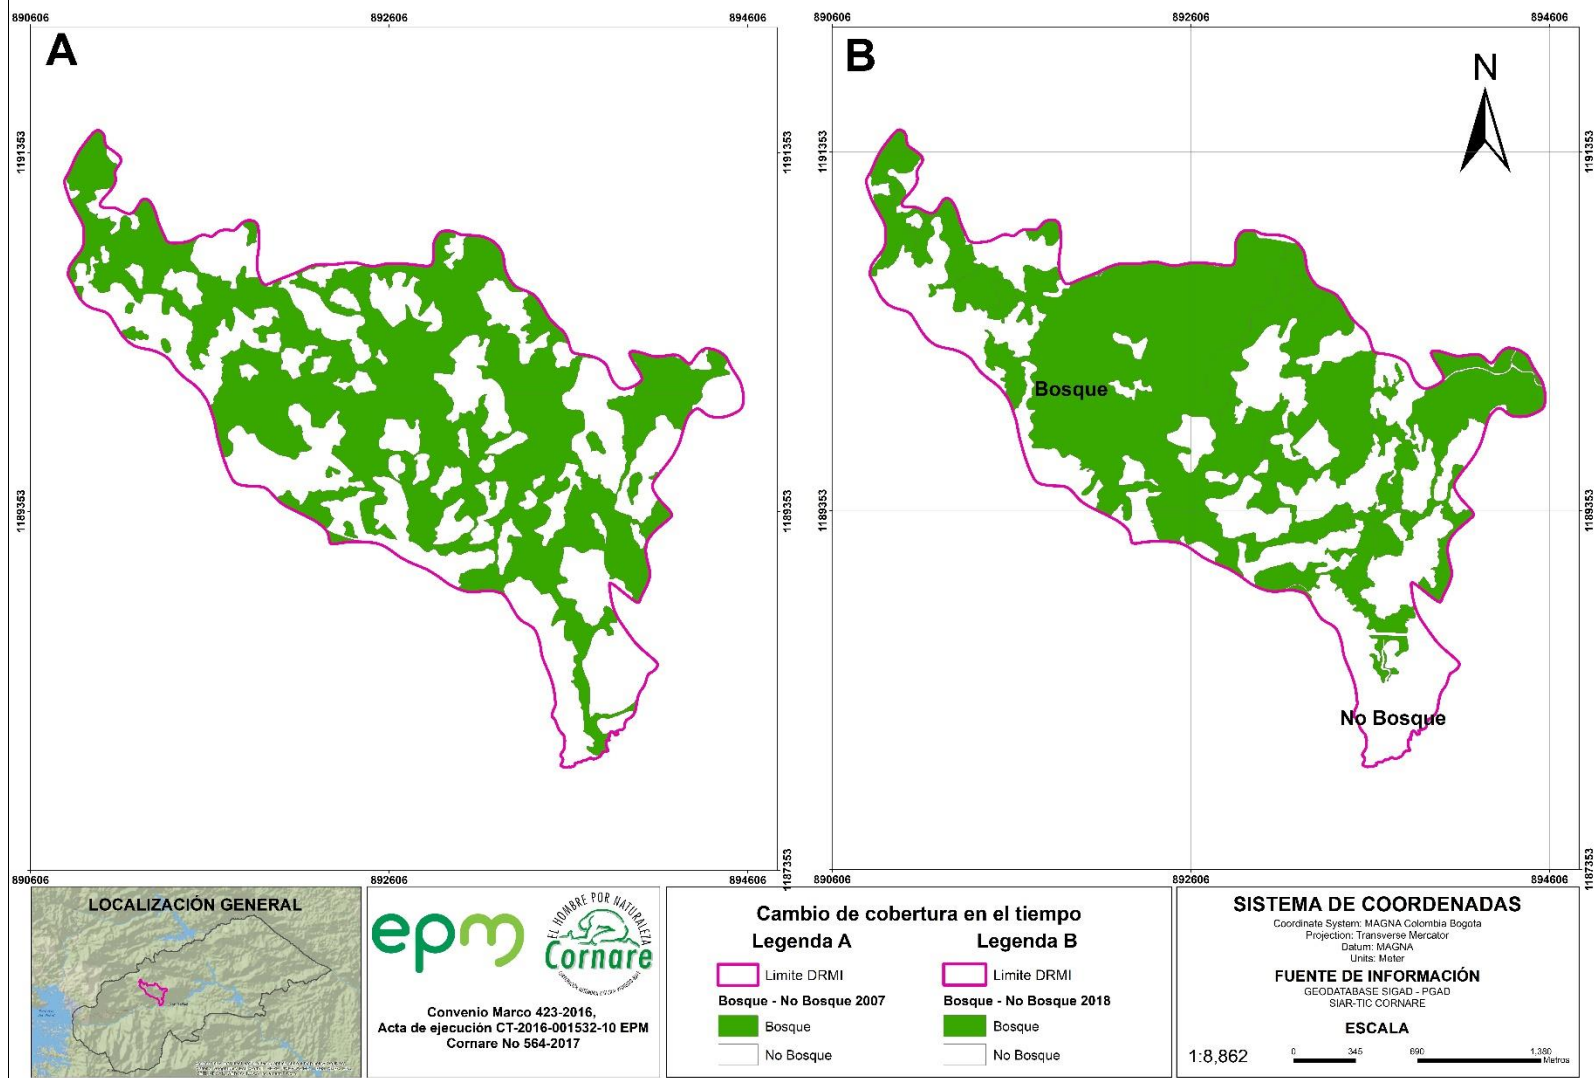 890606
892606
894606
890606
892606
894606
A
B
N
1191353
1191353
1191353
1189353
1189353
1189353
1187353
1187353
Bosque
No Bosque
890606
892606
894606
890606
892606
894606
LOCALIZACIÓN GENERAL
epm
EL HOMBRE POR NATURALEZA
Cornare
Convenio Marco 423-2016,
Acta de ejecución CT-2016-001532-10 EPM
Cornare No 564-2017
Cambio de cobertura en el tiempo
Legenda A
Legenda B
Limite DRMI
Limite DRMI
Bosque - No Bosque 2007
Bosque - No Bosque 2018
Bosque
Bosque
No Bosque
No Bosque
SISTEMA DE COORDENADAS
Coordinate System: MAGNA Colombia Bogota
Projection: Transverse Mercator
Datum: MAGNA
Units: Meter
FUENTE DE INFORMACIÓN
GEODATABASE SIGAD - PGAD
SIAR-TIC CORNARE
ESCALA
1:8,862
0 345 690 1,380
Metros